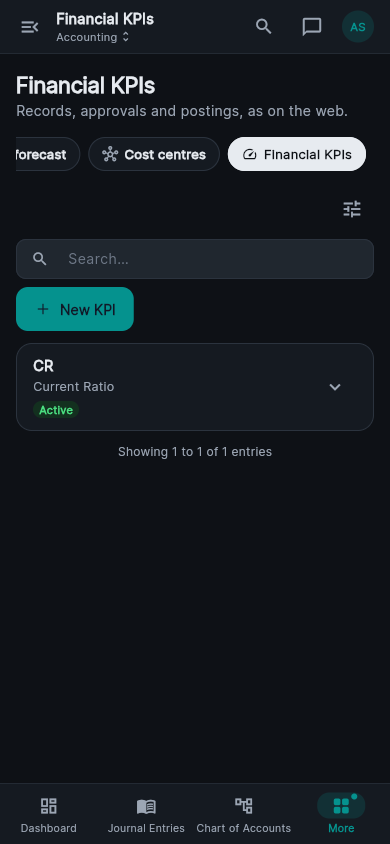 Financial KPIs
Accounting
AS
Financial KPIs
Records, approvals and postings, as on the web.
forecast
Cost centres
Financial KPIs
Search...
New KPI
CR
Current Ratio
Active
Showing 1 to 1 of 1 entries
Dashboard
Journal Entries
Chart of Accounts
More